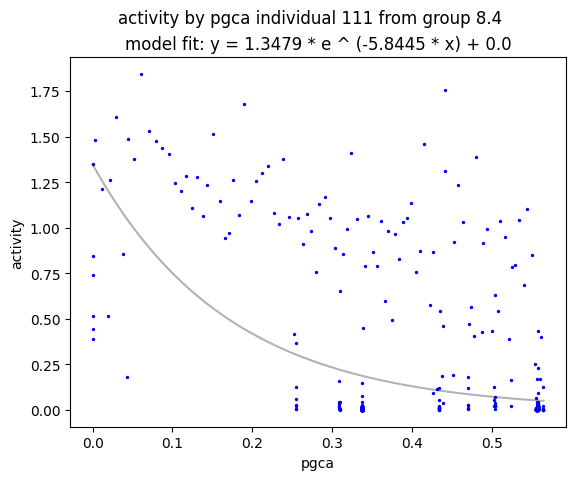 activity by pgca individual 111 from group 8.4
model fit: y = 1.3479 * e ^ (-5.8445 * x) + 0.0
activity
1.75
1.50
1.25
1.00
0.75
0.50
0.25
0.00
0.0 0.1 0.2 0.3 0.4 0.5
pgca